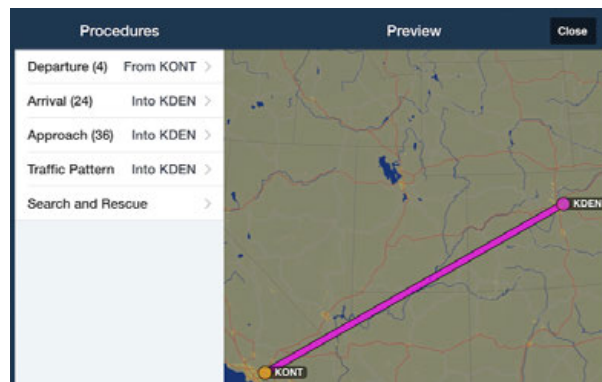 Procedures
Preview
Close
Departure (4) From KONT >
Arrival (24) Into KDEN >
Approach (36) Into KDEN >
Traffic Pattern Into KDEN >
Search and Rescue >
KDEN
KONT